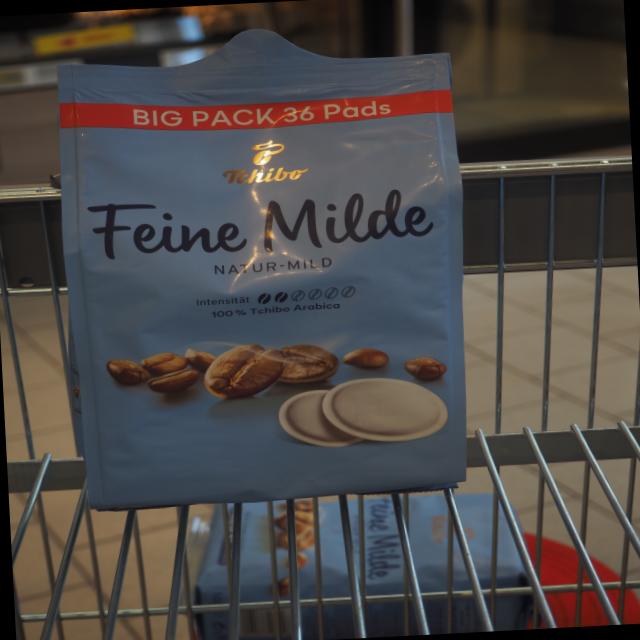 BIG PACK 36 Pads
Tchibo
Feine Milde
NATUR-MILD
Intensität
100 % Tchibo Arabica
Feine Milde